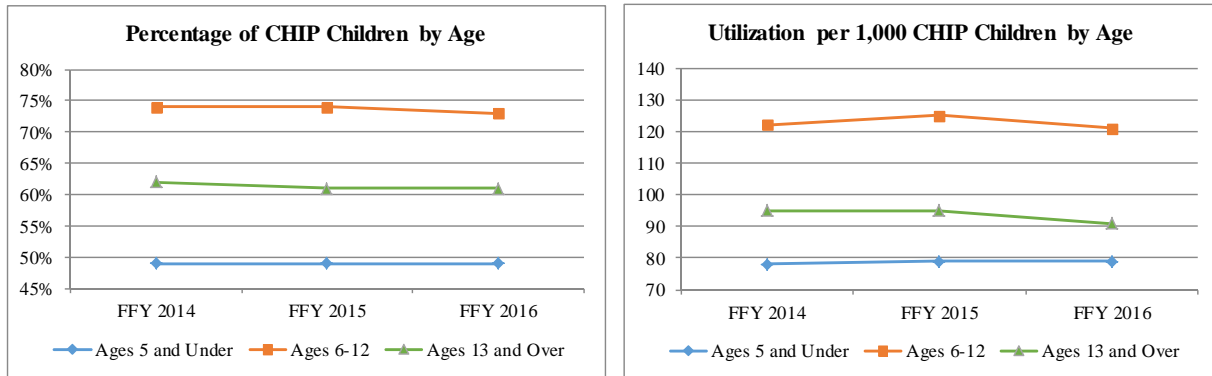 Percentage of CHIP Children by Age
80%
75%
70%
65%
60%
55%
50%
45%
FFY 2014 FFY 2015 FFY 2016
Ages 5 and Under Ages 6-12 Ages 13 and Over
Utilization per 1,000 CHIP Children by Age
140
130
120
110
100
90
80
70
FFY 2014 FFY 2015 FFY 2016
Ages 5 and Under Ages 6-12 Ages 13 and Over